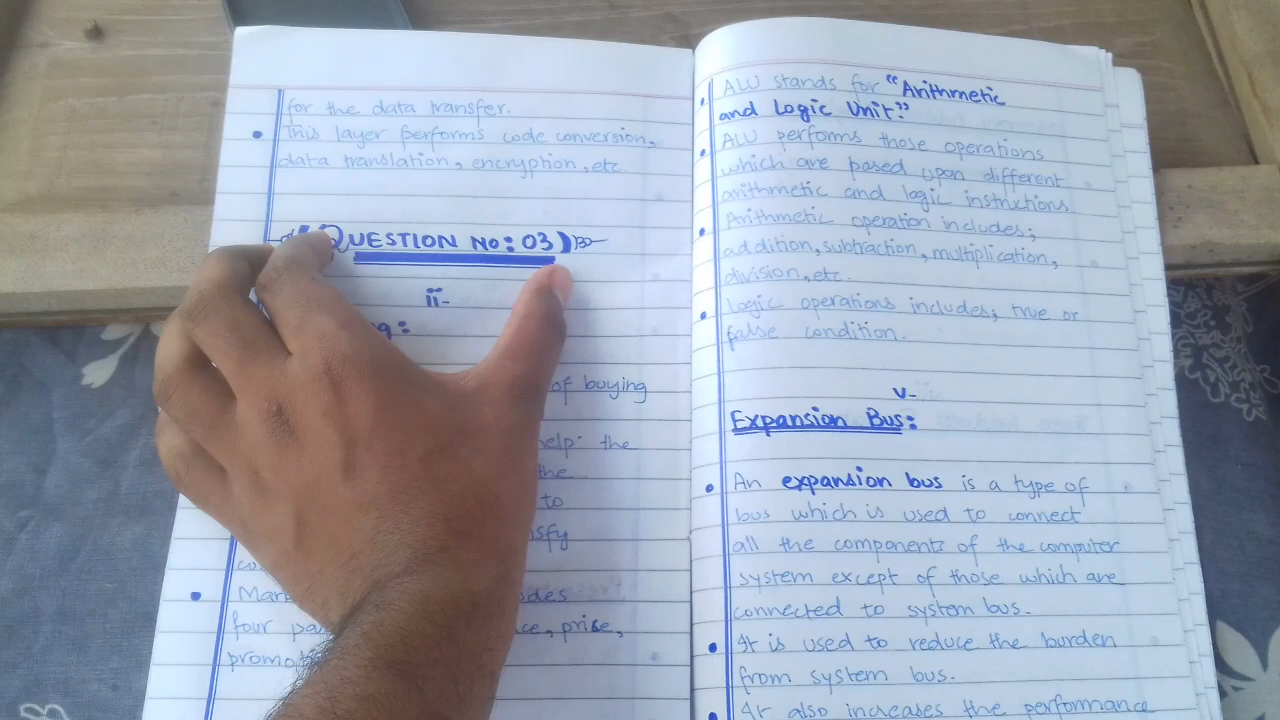 for the data transfer.
This layer performs code conversion,
data translation, encryption, etc
QUESTION NO: 03
ii-
of buying
help the
the
to
co
des
four pa ce, price,
promo
ALU stands for "Arithmetic
and Logic Unit."
ALU performs those operations
which are based upon different
arithmetic and logic instructions
Arithmetic operation includes;
addition, subtraction, multiplication,
division, etc.
Logic operations includes; true or
false condition.
v-
Expansion Bus:
An expansion bus is a type of
bus which is used to connect
all the components of the computer
system except of those which are
connected to system bus.
It is used to reduce the burden
from system bus.
It also increases the performance